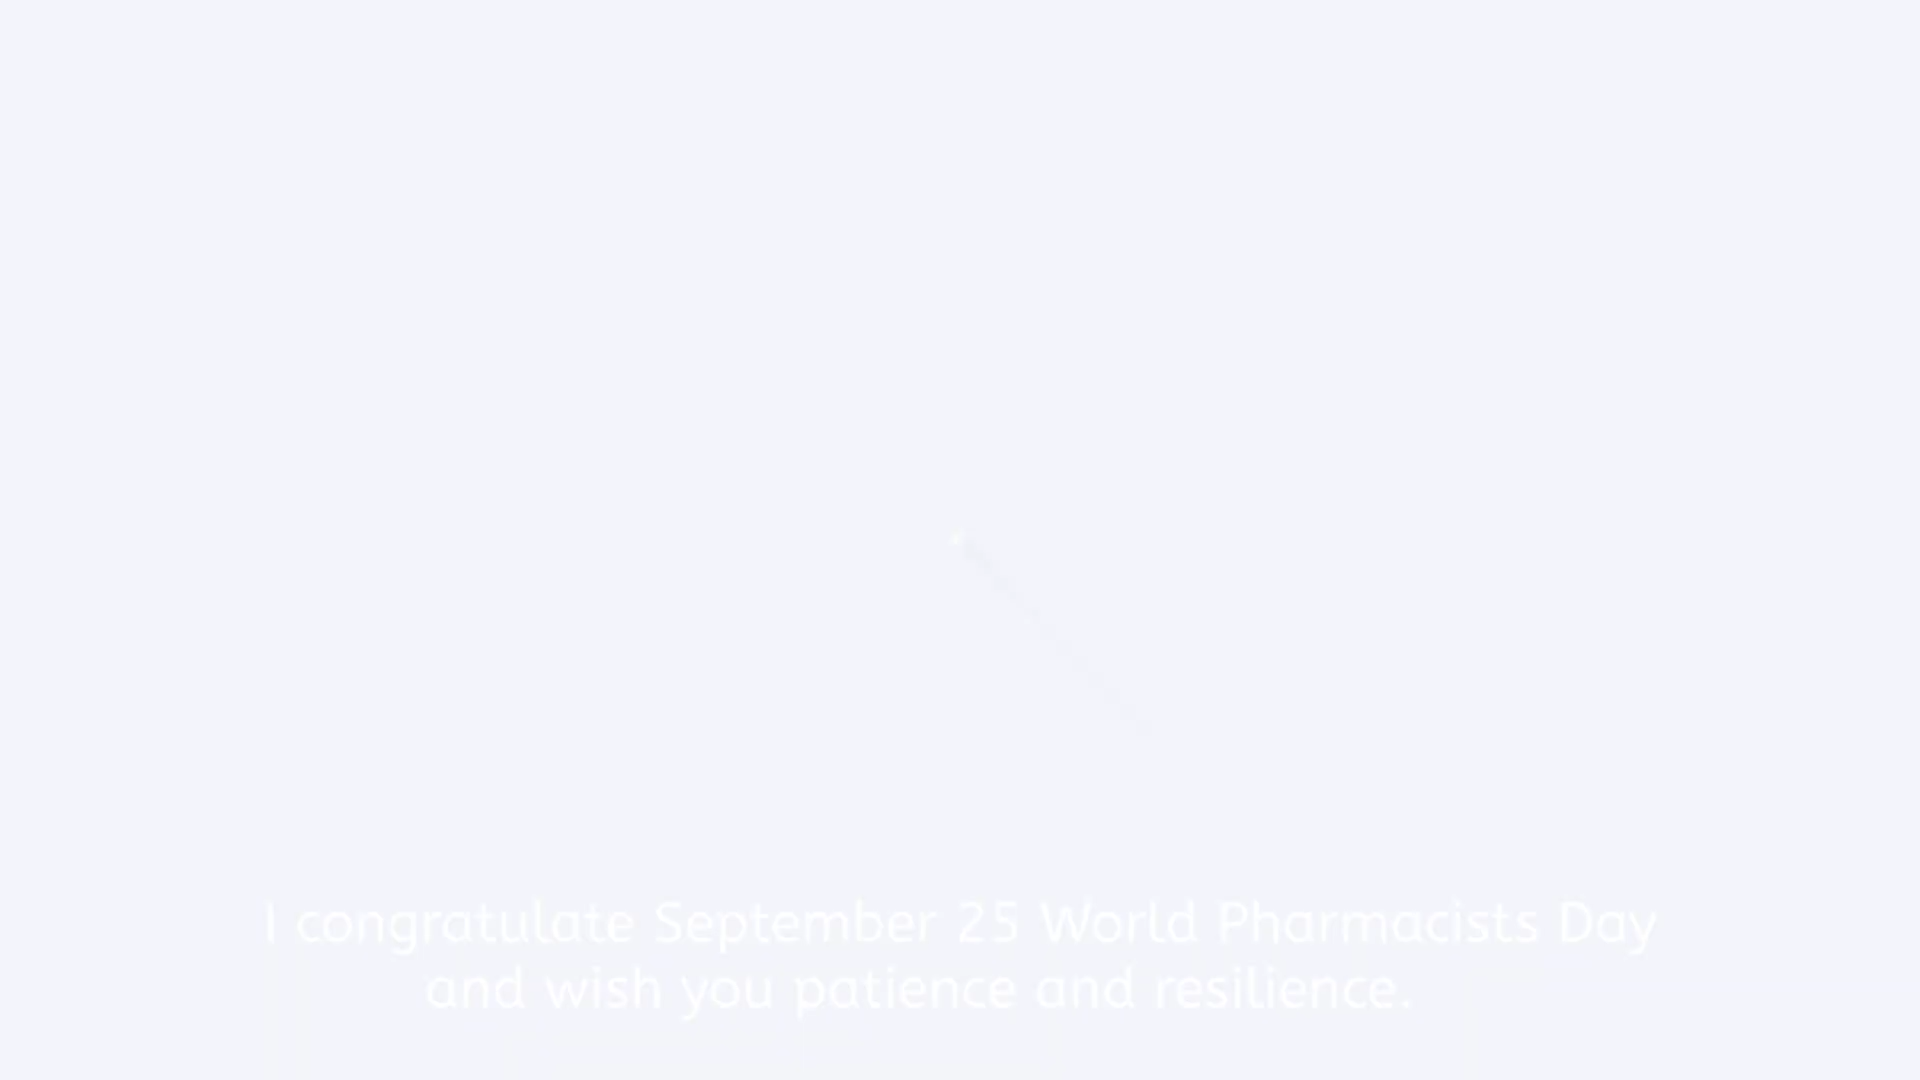 I congratulate September 25 World Pharmacists Day
and wish you patience and resilience.